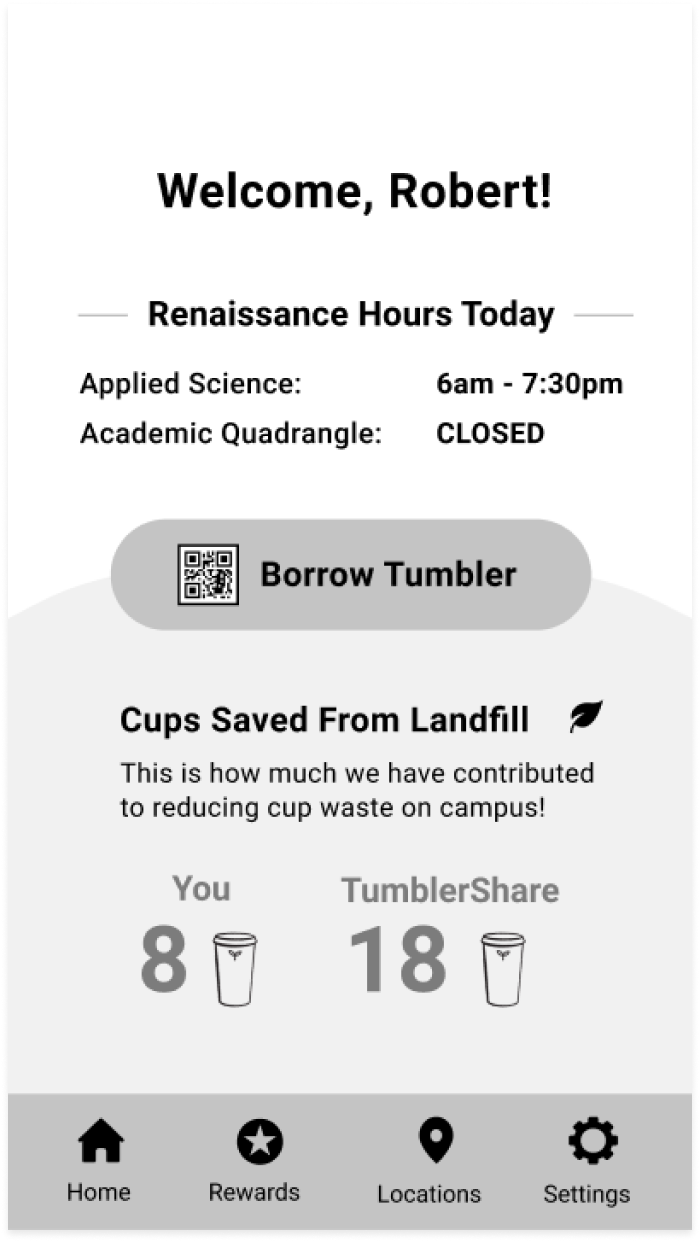 Welcome, Robert!
Renaissance Hours Today
Applied Science: 6am - 7:30pm
Academic Quadrangle: CLOSED
Borrow Tumbler
Cups Saved From Landfill
This is how much we have contributed
to reducing cup waste on campus!
You TumblerShare
8 18
Home Rewards Locations Settings